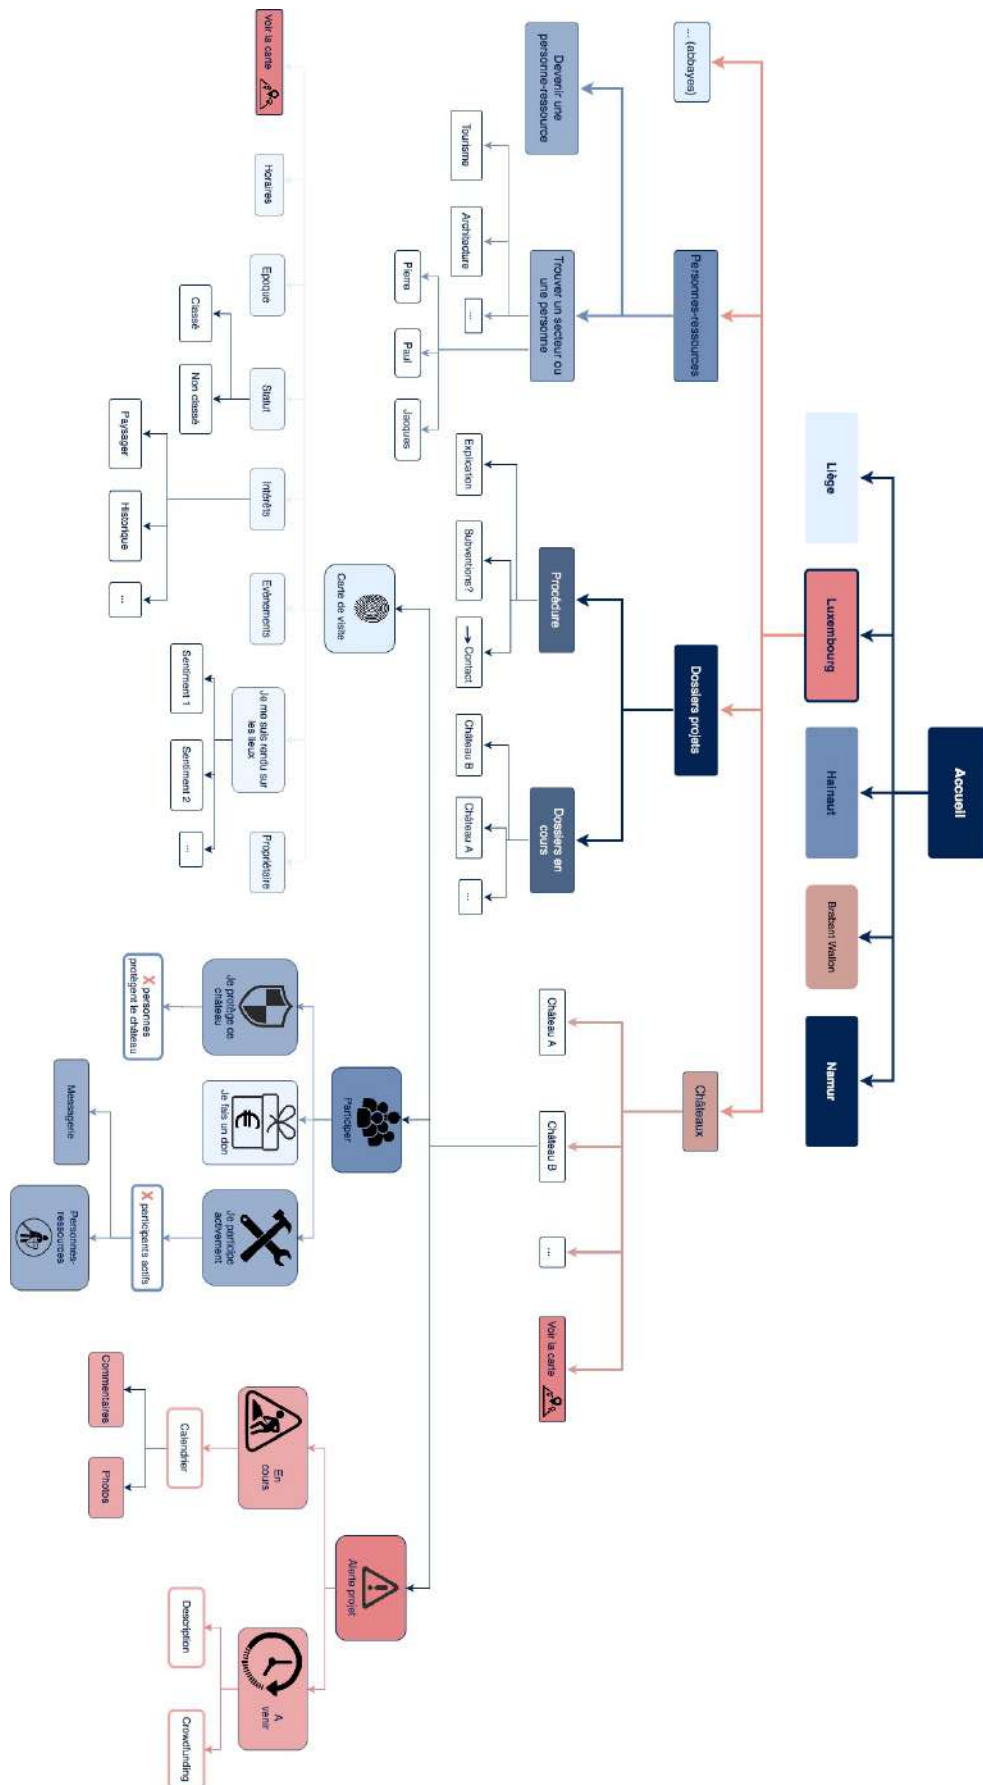 Accueil
Liège
Luxembourg
Hainaut
Brabant Wallon
Namur
... (abbayes)
Personnes-ressources
Dossiers projets
Châteaux
Devenir une
personne-ressource
Trouver un secteur ou
une personne
Procédure
Dossiers en
cours
Château A
Château B
...
Voir la carte
Tourisme
Architecture
...
Pierre
Paul
Jacques
Explication
Subventions?
→ Contact
Château B
Château A
...
Carte de visite
Participer
Alerte projet
Voir la carte
Horaires
Epoque
Statut
Intérêts
Evènements
Je me suis rendu sur
les lieux
Propriétaire
Classé
Non classé
Paysager
Historique
...
Sentiment 1
Sentiment 2
...
Je protège ce
château
Je fais un don
€
Je participe
activement
X personnes
protègent le château
X participants actifs
Messagerie
Personnes-
ressources
En
cours
A
venir
Calendrier
Commentaires
Photos
Description
Crowdfunding